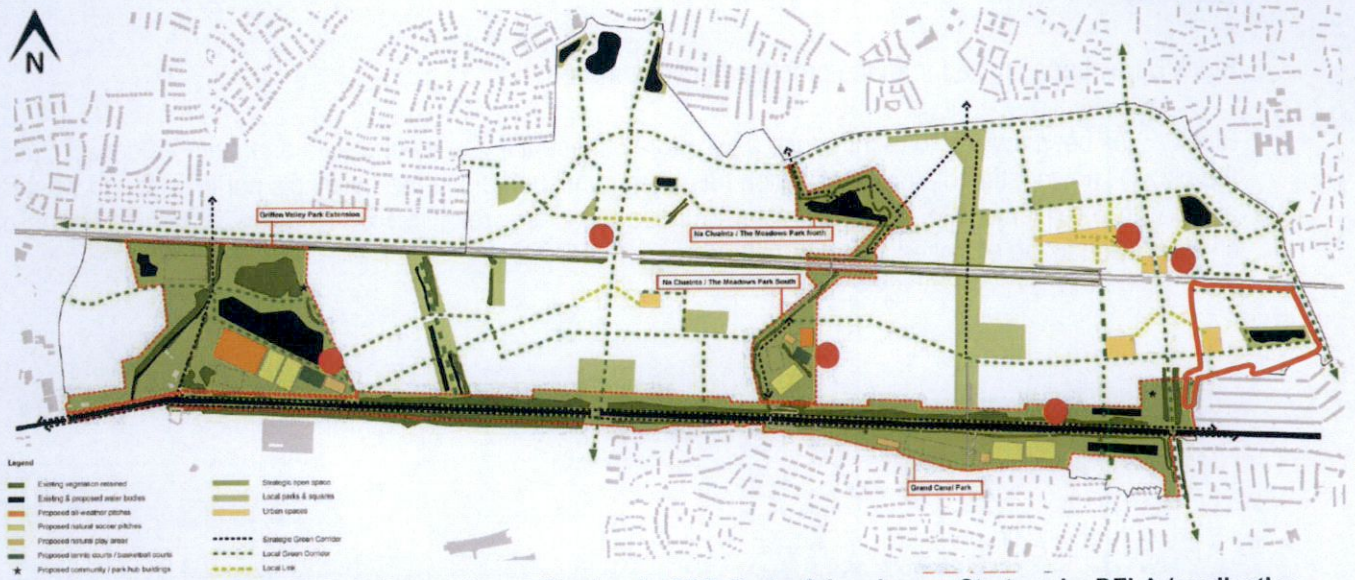 N
Griffen Valley Park Extension
Na Cluainte / The Meadows Park North
Na Cluainte / The Meadows Park South
Grand Canal Park
Legend
Existing vegetation retained
Existing & proposed water bodies
Proposed all-weather pitches
Proposed natural soccer pitches
Proposed natural play areas
Proposed tennis courts / basketball courts
Proposed community / park hub buildings
Strategic open space
Local parks & squares
Urban spaces
Strategic Green Corridor
Local Green Corridor
Local Link